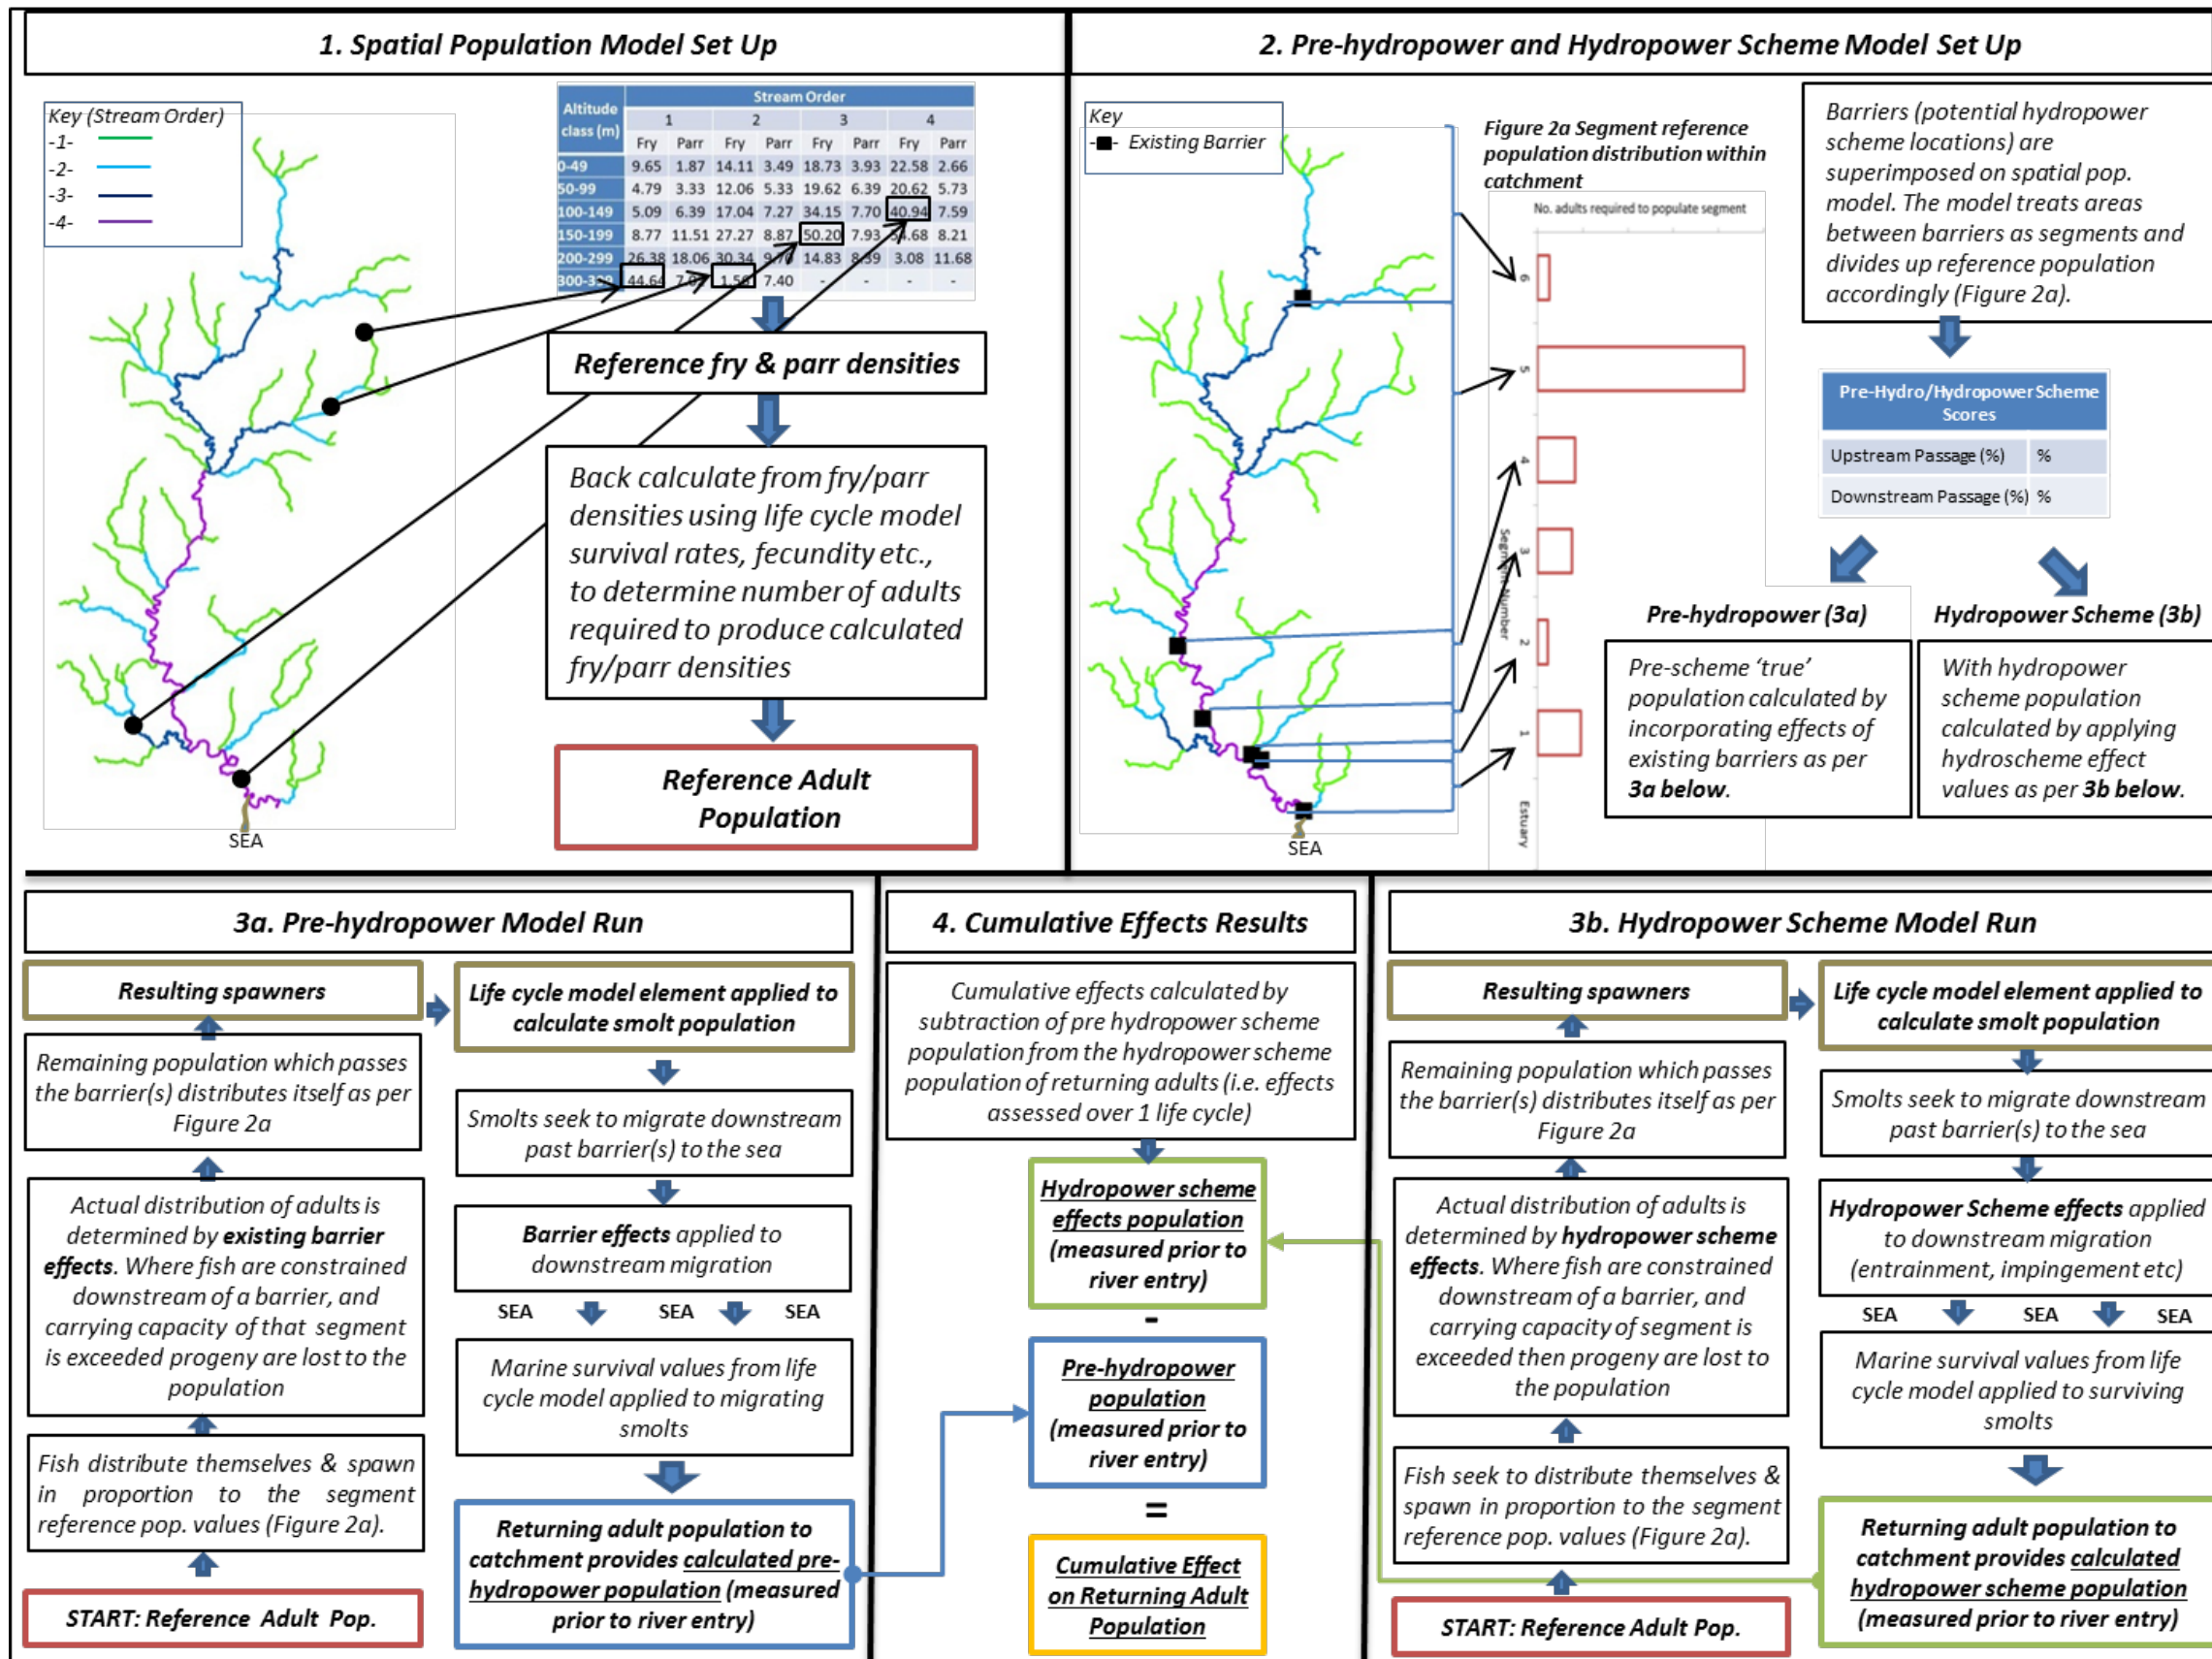 1. Spatial Population Model Set Up
Key (Stream Order)
-1-
-2-
-3-
-4-
SEA
Altitude class (m) Stream Order
1 2 3 4
Fry Parr Fry Parr Fry Parr Fry Parr
0-49 9.65 1.87 14.11 3.49 18.73 3.93 22.58 2.66
50-99 4.79 3.33 12.06 5.33 19.62 6.39 20.62 5.73
100-149 5.09 6.39 17.04 7.27 34.15 7.70 40.94 7.59
150-199 8.77 11.51 27.27 8.87 50.20 7.93 8.21
200-299 26.38 18.06 30.34 14.83 8.39 3.08 11.68
44.64 7.40 - - - -
Reference fry & parr densities
Back calculate from fry/parr
densities using life cycle model
survival rates, fecundity etc.,
to determine number of adults
required to produce calculated
fry/parr densities
Reference Adult
Population
2. Pre-hydropower and Hydropower Scheme Model Set Up
Key
-■- Existing Barrier
SEA
Figure 2a Segment reference
population distribution within
catchment
No. adults required to populate segment
6
5
4
3
2
1
Segment Number
Estuary
Barriers (potential hydropower
scheme locations) are
superimposed on spatial pop.
model. The model treats areas
between barriers as segments and
divides up reference population
accordingly (Figure 2a).
Pre-Hydro/Hydropower Scheme
Scores
Upstream Passage (%) %
Downstream Passage (%) %
Pre-hydropower (3a)
Pre-scheme ‘true’
population calculated by
incorporating effects of
existing barriers as per
3a below.
Hydropower Scheme (3b)
With hydropower
scheme population
calculated by applying
hydroscheme effect
values as per 3b below.
3a. Pre-hydropower Model Run
Resulting spawners
Remaining population which passes
the barrier(s) distributes itself as per
Figure 2a
Actual distribution of adults is
determined by existing barrier
effects. Where fish are constrained
downstream of a barrier, and
carrying capacity of that segment
is exceeded progeny are lost to the
population
Fish distribute themselves & spawn
in proportion to the segment
reference pop. values (Figure 2a).
START: Reference Adult Pop.
Life cycle model element applied to
calculate smolt population
Smolts seek to migrate downstream
past barrier(s) to the sea
Barrier effects applied to
downstream migration
SEA SEA SEA
Marine survival values from life
cycle model applied to migrating
smolts
Returning adult population to
catchment provides calculated pre-
hydropower population (measured
prior to river entry)
4. Cumulative Effects Results
Cumulative effects calculated by
subtraction of pre hydropower scheme
population from the hydropower scheme
population of returning adults (i.e. effects
assessed over 1 life cycle)
Hydropower scheme
effects population
(measured prior to
river entry)
-
Pre-hydropower
population
(measured prior to
river entry)
=
Cumulative Effect
on Returning Adult
Population
3b. Hydropower Scheme Model Run
Resulting spawners
Remaining population which passes
the barrier(s) distributes itself as per
Figure 2a
Actual distribution of adults is
determined by hydropower scheme
effects. Where fish are constrained
downstream of a barrier, and
carrying capacity of segment is
exceeded then progeny are lost to
the population
Fish seek to distribute themselves &
spawn in proportion to the segment
reference pop. values (Figure 2a).
START: Reference Adult Pop.
Life cycle model element applied to
calculate smolt population
Smolts seek to migrate downstream
past barrier(s) to the sea
Hydropower Scheme effects applied
to downstream migration
(entrainment, impingement etc)
SEA SEA SEA
Marine survival values from life
cycle model applied to surviving
smolts
Returning adult population to
catchment provides calculated
hydropower scheme population
(measured prior to river entry)